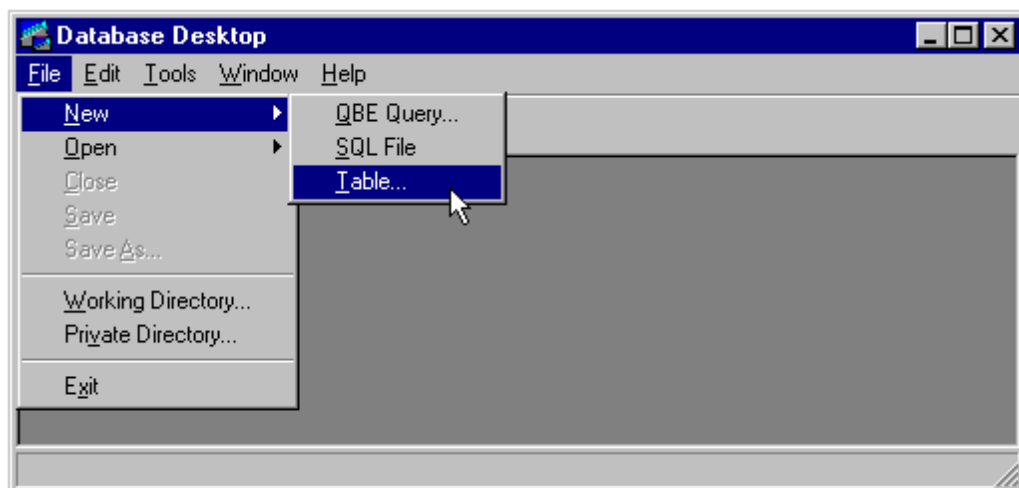 Database Desktop
File Edit Tools Window Help
New
QBE Query...
Open
SQL File
Close
Table...
Save
Save As...
Working Directory...
Private Directory...
Exit